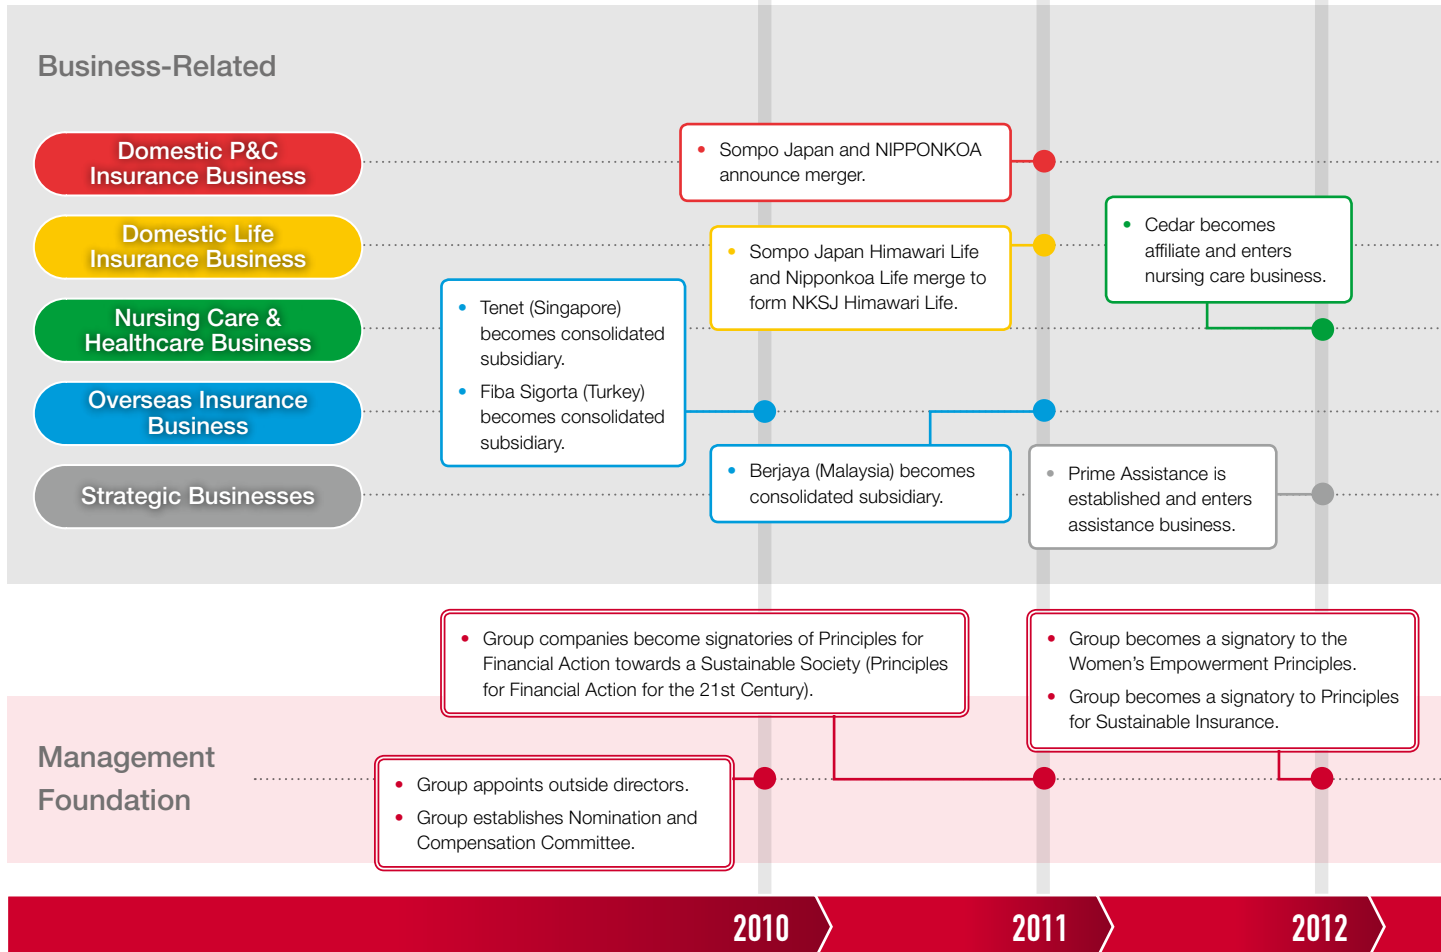 Business-Related
Domestic P&C
Insurance Business
• Sompo Japan and NIPPONKOA
announce merger.
Domestic Life
Insurance Business
• Sompo Japan Himawari Life
and Nipponkoa Life merge to
form NKSJ Himawari Life.
• Cedar becomes
affiliate and enters
nursing care business.
Nursing Care &
Healthcare Business
• Tenet (Singapore)
becomes consolidated
subsidiary.
• Fiba Sigorta (Turkey)
becomes consolidated
subsidiary.
Overseas Insurance
Business
• Berjaya (Malaysia) becomes
consolidated subsidiary.
Strategic Businesses
• Prime Assistance is
established and enters
assistance business.
• Group companies become signatories of Principles for
Financial Action towards a Sustainable Society (Principles
for Financial Action for the 21st Century).
• Group becomes a signatory to the
Women’s Empowerment Principles.
• Group becomes a signatory to Principles
for Sustainable Insurance.
Management
Foundation
• Group appoints outside directors.
• Group establishes Nomination and
Compensation Committee.
2010
2011
2012